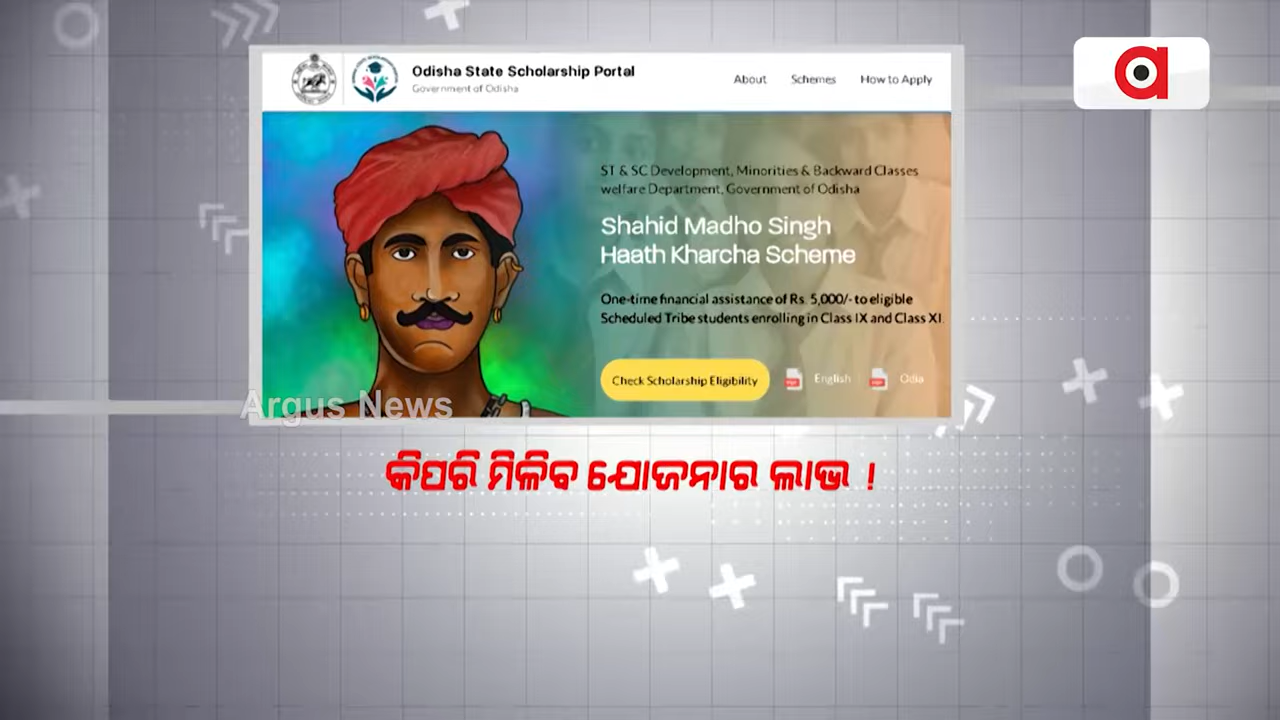 Odisha State Scholarship Portal
Government of Odisha
About Schemes How to Apply
ST & SC Development, Minorities & Backward Classes
welfare Department, Government of Odisha
Shahid Madho Singh
Haath Kharcha Scheme
One-time financial assistance of Rs. 5,000/- to eligible
Scheduled Tribe students enrolling in Class IX and Class XI.
Check Scholarship Eligibility English Odia
Argus News
କିପରି ମିଳିବ ଯୋଜନାର ଲାଭ !